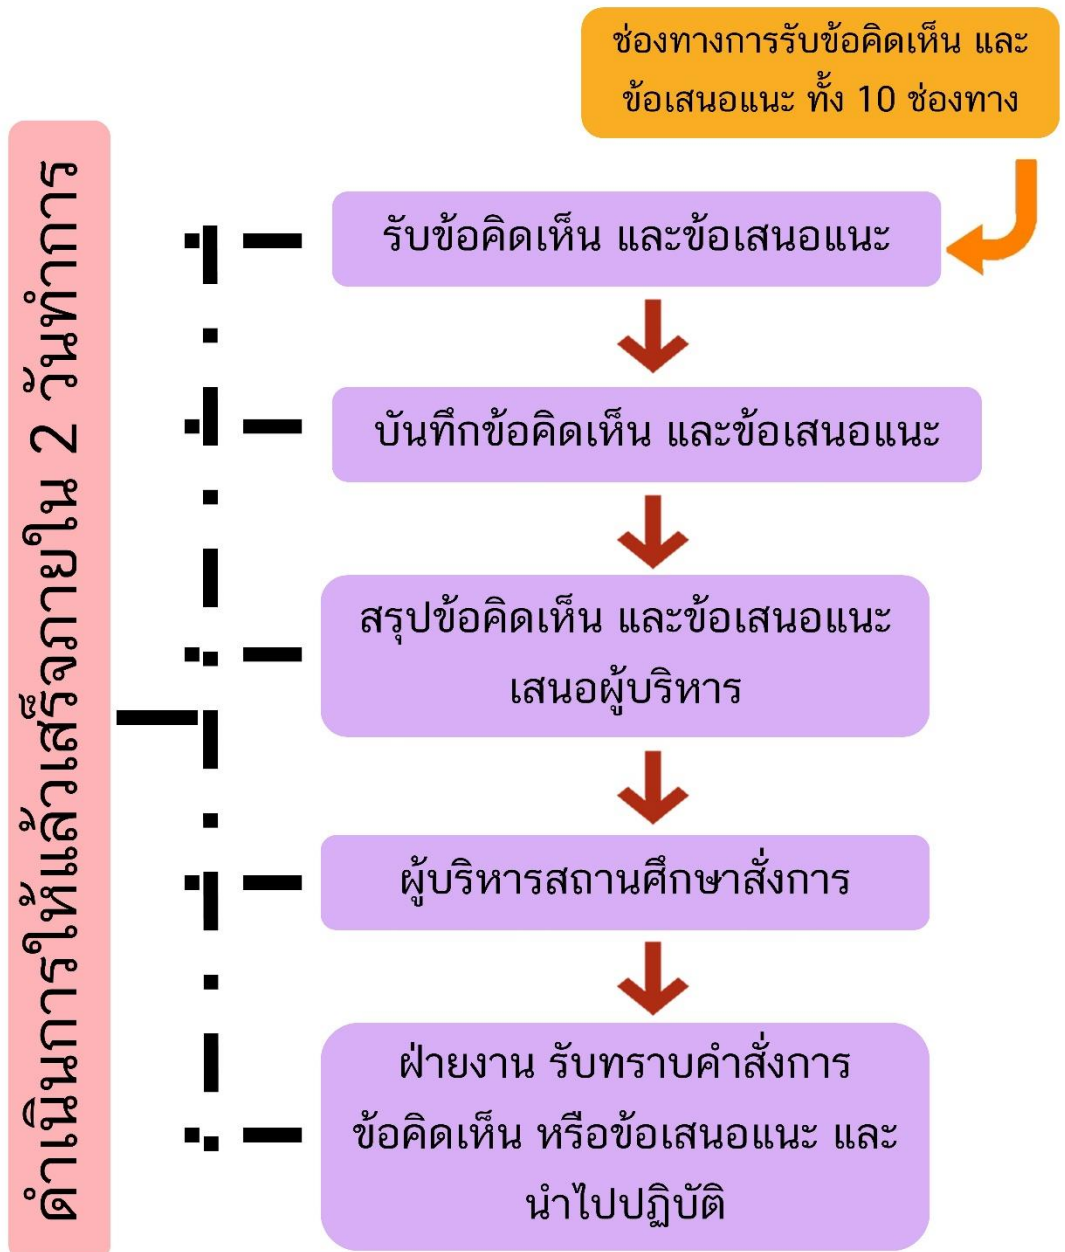 ช่องทางการรับข้อคิดเห็น และ
ข้อเสนอแนะ ทั้ง 10 ช่องทาง
ดำเนินการให้แล้วเสร็จภายใน 2 วันทำการ
รับข้อคิดเห็น และข้อเสนอแนะ
บันทึกข้อคิดเห็น และข้อเสนอแนะ
สรุปข้อคิดเห็น และข้อเสนอแนะ
เสนอผู้บริหาร
ผู้บริหารสถานศึกษาสั่งการ
ฝ่ายงาน รับทราบคำสั่งการ
ข้อคิดเห็น หรือข้อเสนอแนะ และ
นำไปปฏิบัติ